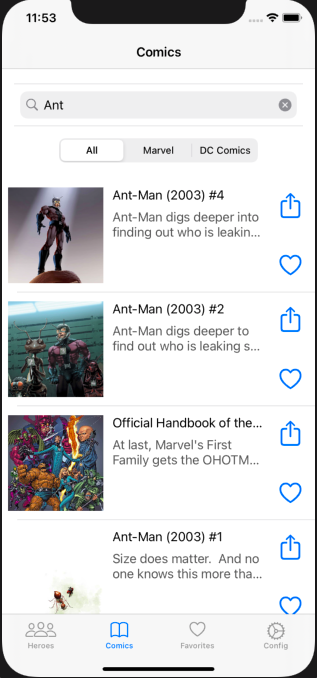 11:53
Comics
Ant
All
Marvel
DC Comics
Ant-Man (2003) #4
Ant-Man digs deeper into
finding out who is leakin...
Ant-Man (2003) #2
Ant-Man digs deeper to
find out who is leaking s...
Official Handbook of the...
At last, Marvel's First
Family gets the OHOTM...
Ant-Man (2003) #1
Size does matter.  And no
one knows this more tha...
Heroes
Comics
Favorites
Config